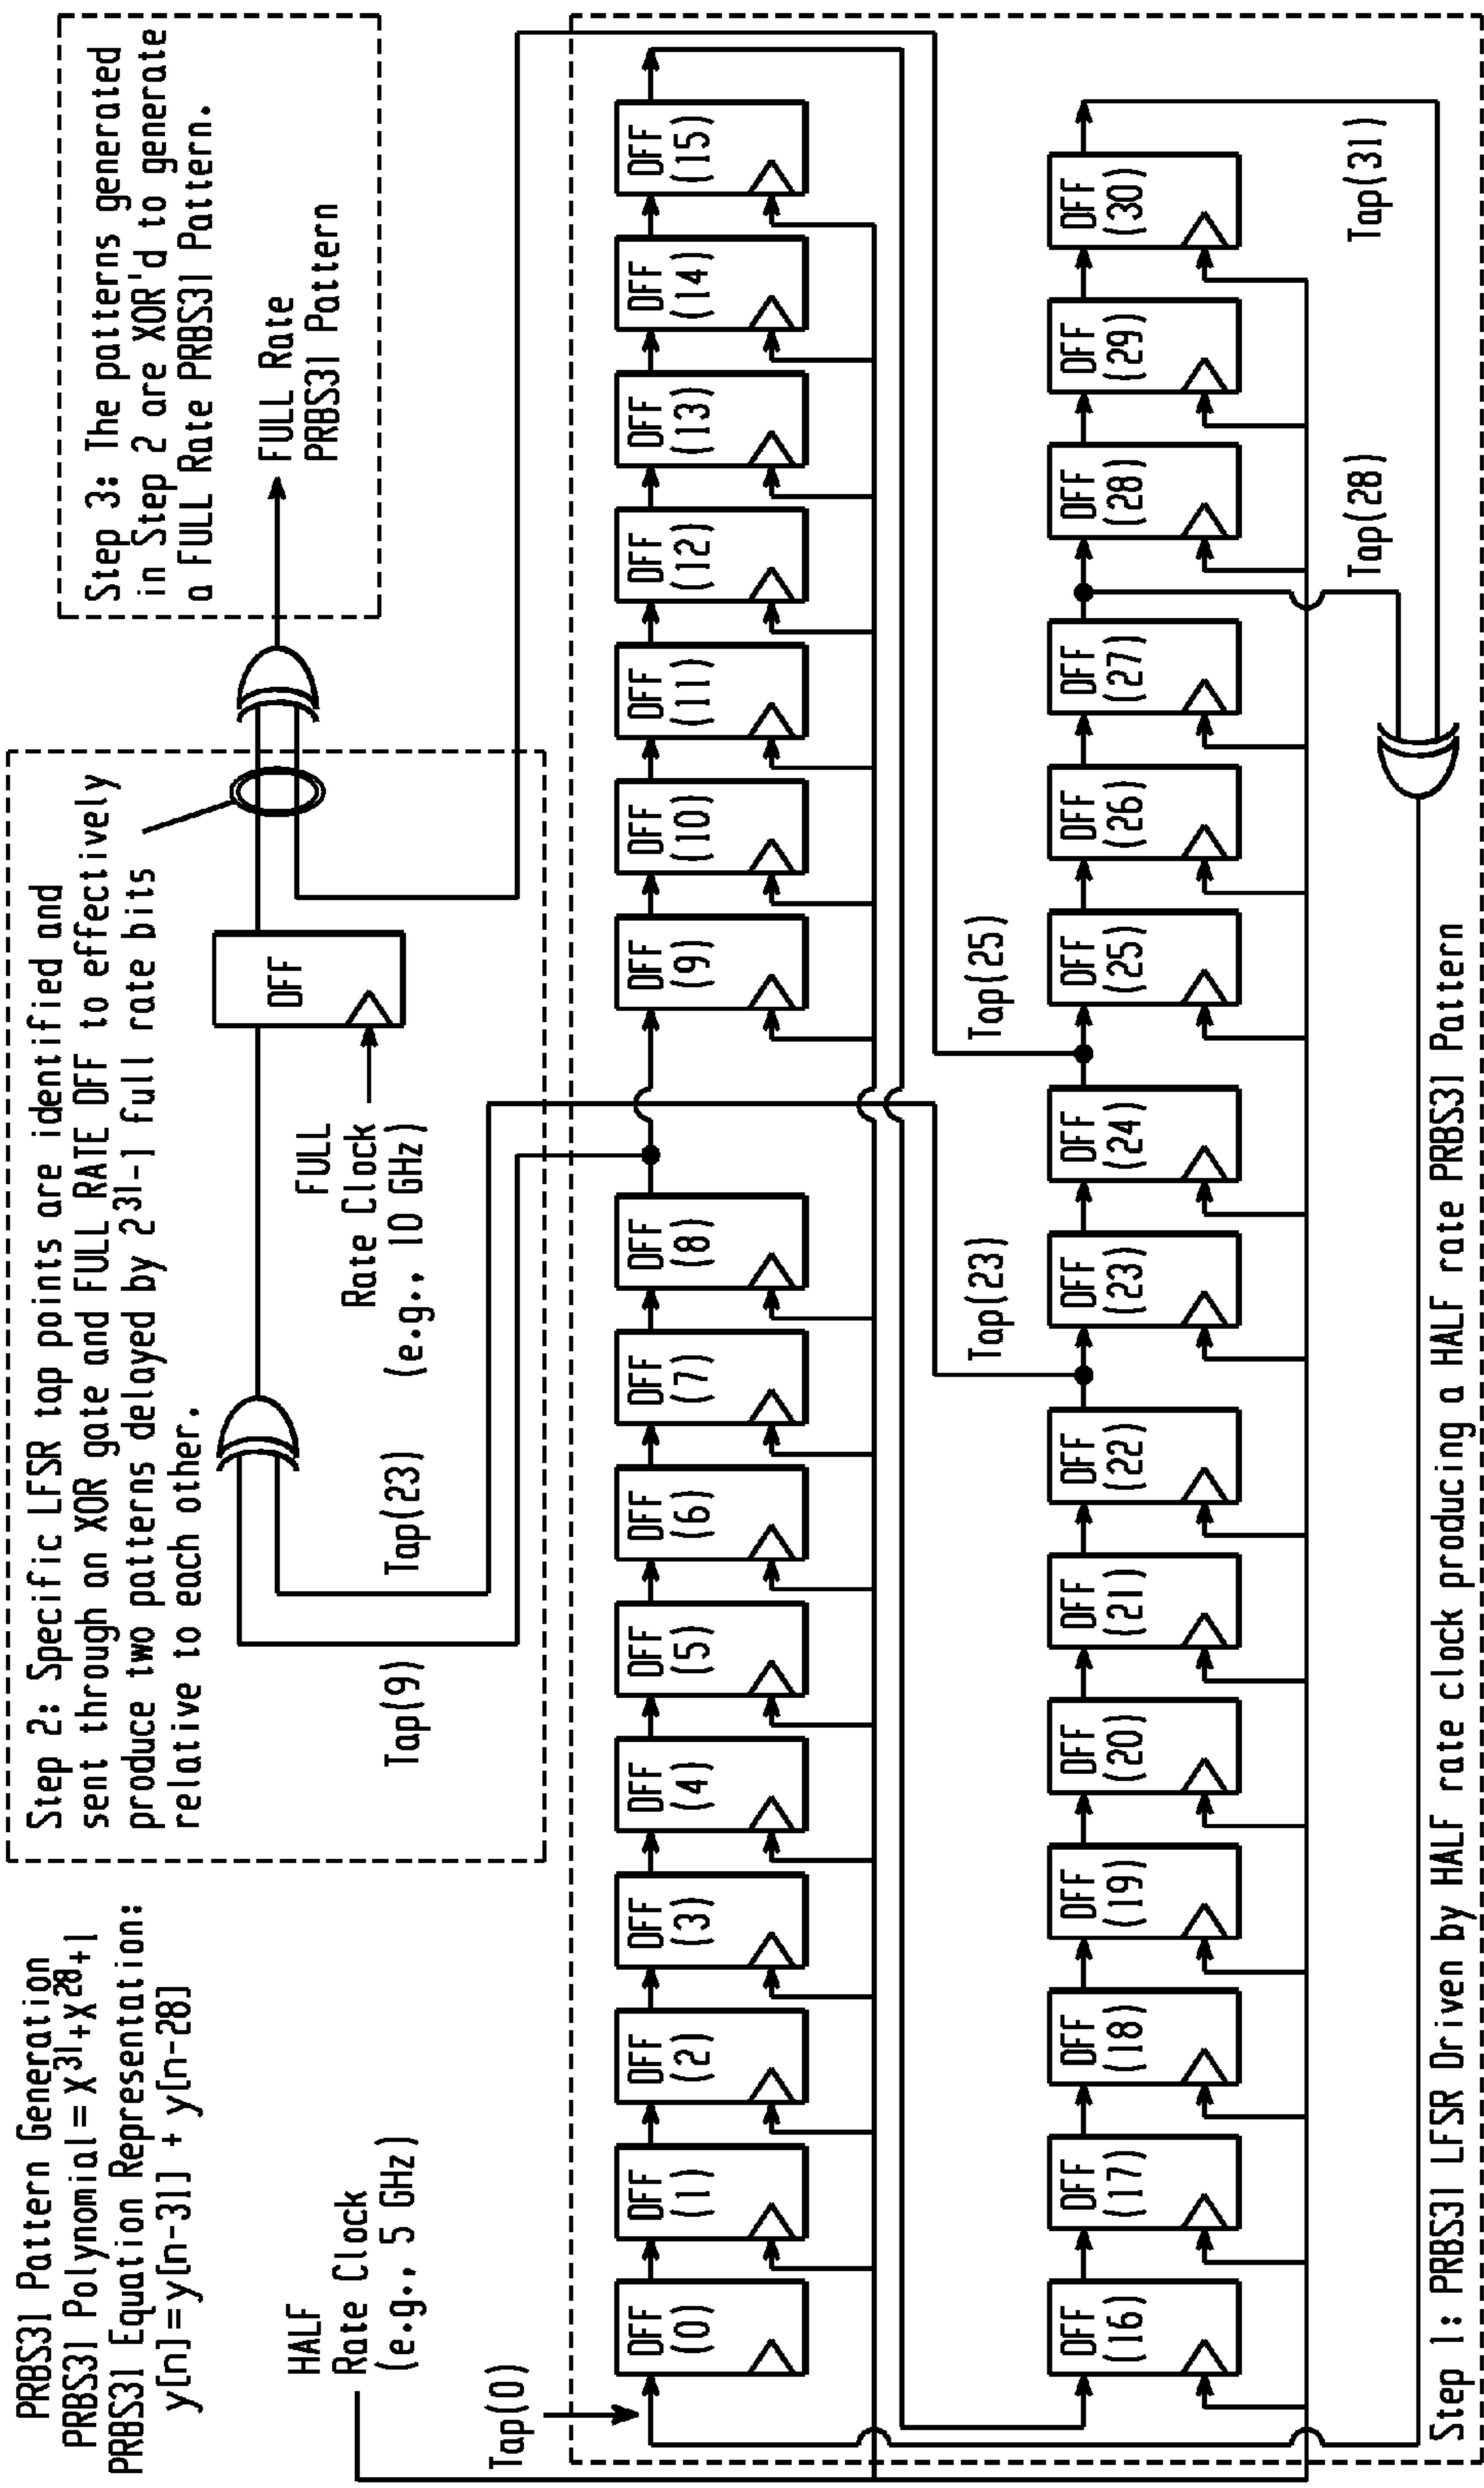 PRBS31 Pattern Generation
PRBS31 Polynomial = X^31+X^28+1
PRBS31 Equation Representation:
y[n]=y[n-31] + y[n-28]
Step 2: Specific LFSR tap points are identified and
sent through an XOR gate and FULL RATE DFF to effectively
produce two patterns delayed by 2^31-1 full rate bits
relative to each other.
Step 3: The patterns generated
in Step 2 are XOR'd to generate
a FULL Rate PRBS31 Pattern.
FULL Rate
PRBS31 Pattern
DFF
FULL
Rate Clock
(e.g., 10 GHz)
HALF
Rate Clock
(e.g., 5 GHz)
Tap(9)
Tap(23)
Tap(0)
DFF
(0)
DFF
(1)
DFF
(2)
DFF
(3)
DFF
(4)
DFF
(5)
DFF
(6)
DFF
(7)
DFF
(8)
DFF
(9)
DFF
(10)
DFF
(11)
DFF
(12)
DFF
(13)
DFF
(14)
DFF
(15)
Tap(23)
Tap(25)
DFF
(16)
DFF
(17)
DFF
(18)
DFF
(19)
DFF
(20)
DFF
(21)
DFF
(22)
DFF
(23)
DFF
(24)
DFF
(25)
DFF
(26)
DFF
(27)
DFF
(28)
DFF
(29)
DFF
(30)
Tap(28)
Tap(31)
Step 1: PRBS31 LFSR Driven by HALF rate clock producing a HALF rate PRBS31 Pattern